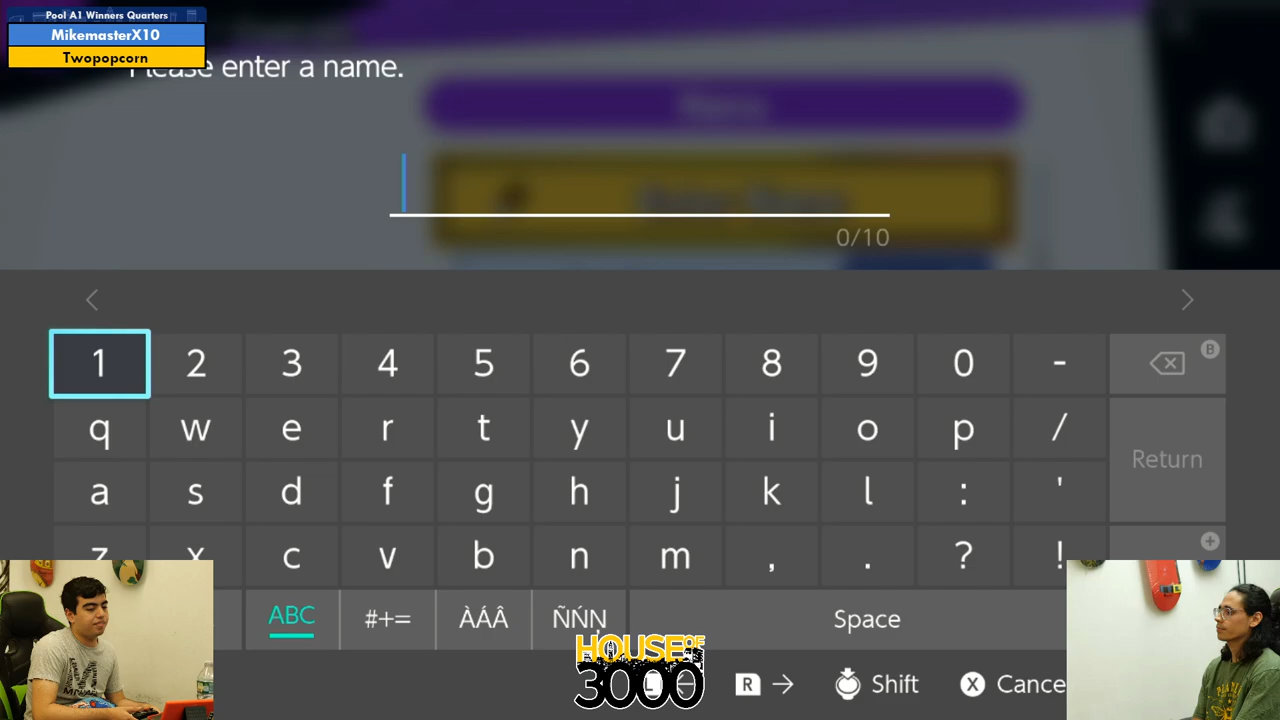 Pool A1 Winners Quarters
MikemasterX10
Twopopcorn
Please enter a name.
0/10
1 2 3 4 5 6 7 8 9 0 -
q w e r t y u i o p /
Return
a s d f g h j k l : '
z x c v b n m , . ? !
ABC #+= ÀÁÂ ÑŃŅ Space
HOUSE OF
3000
R → Shift X Cance